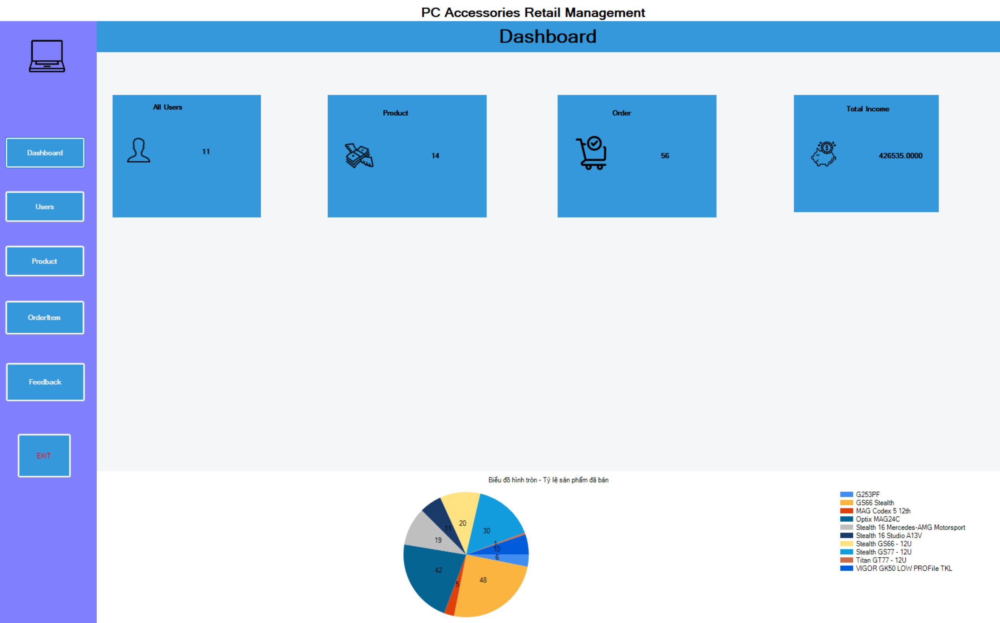 PC Accessories Retail Management
Dashboard
Dashboard
Users
Product
OrderItem
Feedback
EXIT
All Users
11
Product
14
Order
56
Total Income
426535.0000
Biểu đồ hình tròn - Tỷ lệ sản phẩm đã bán
20
11
30
19
1
10
6
42
48
5
G253PF
GS66 Stealth
MAG Codex 5 12th
Optix MAG24C
Stealth 16 Mercedes-AMG Motorsport
Stealth 16 Studio A13V
Stealth GS66 - 12U
Stealth GS77 - 12U
Titan GT77 - 12U
VIGOR GK50 LOW PROFile TKL